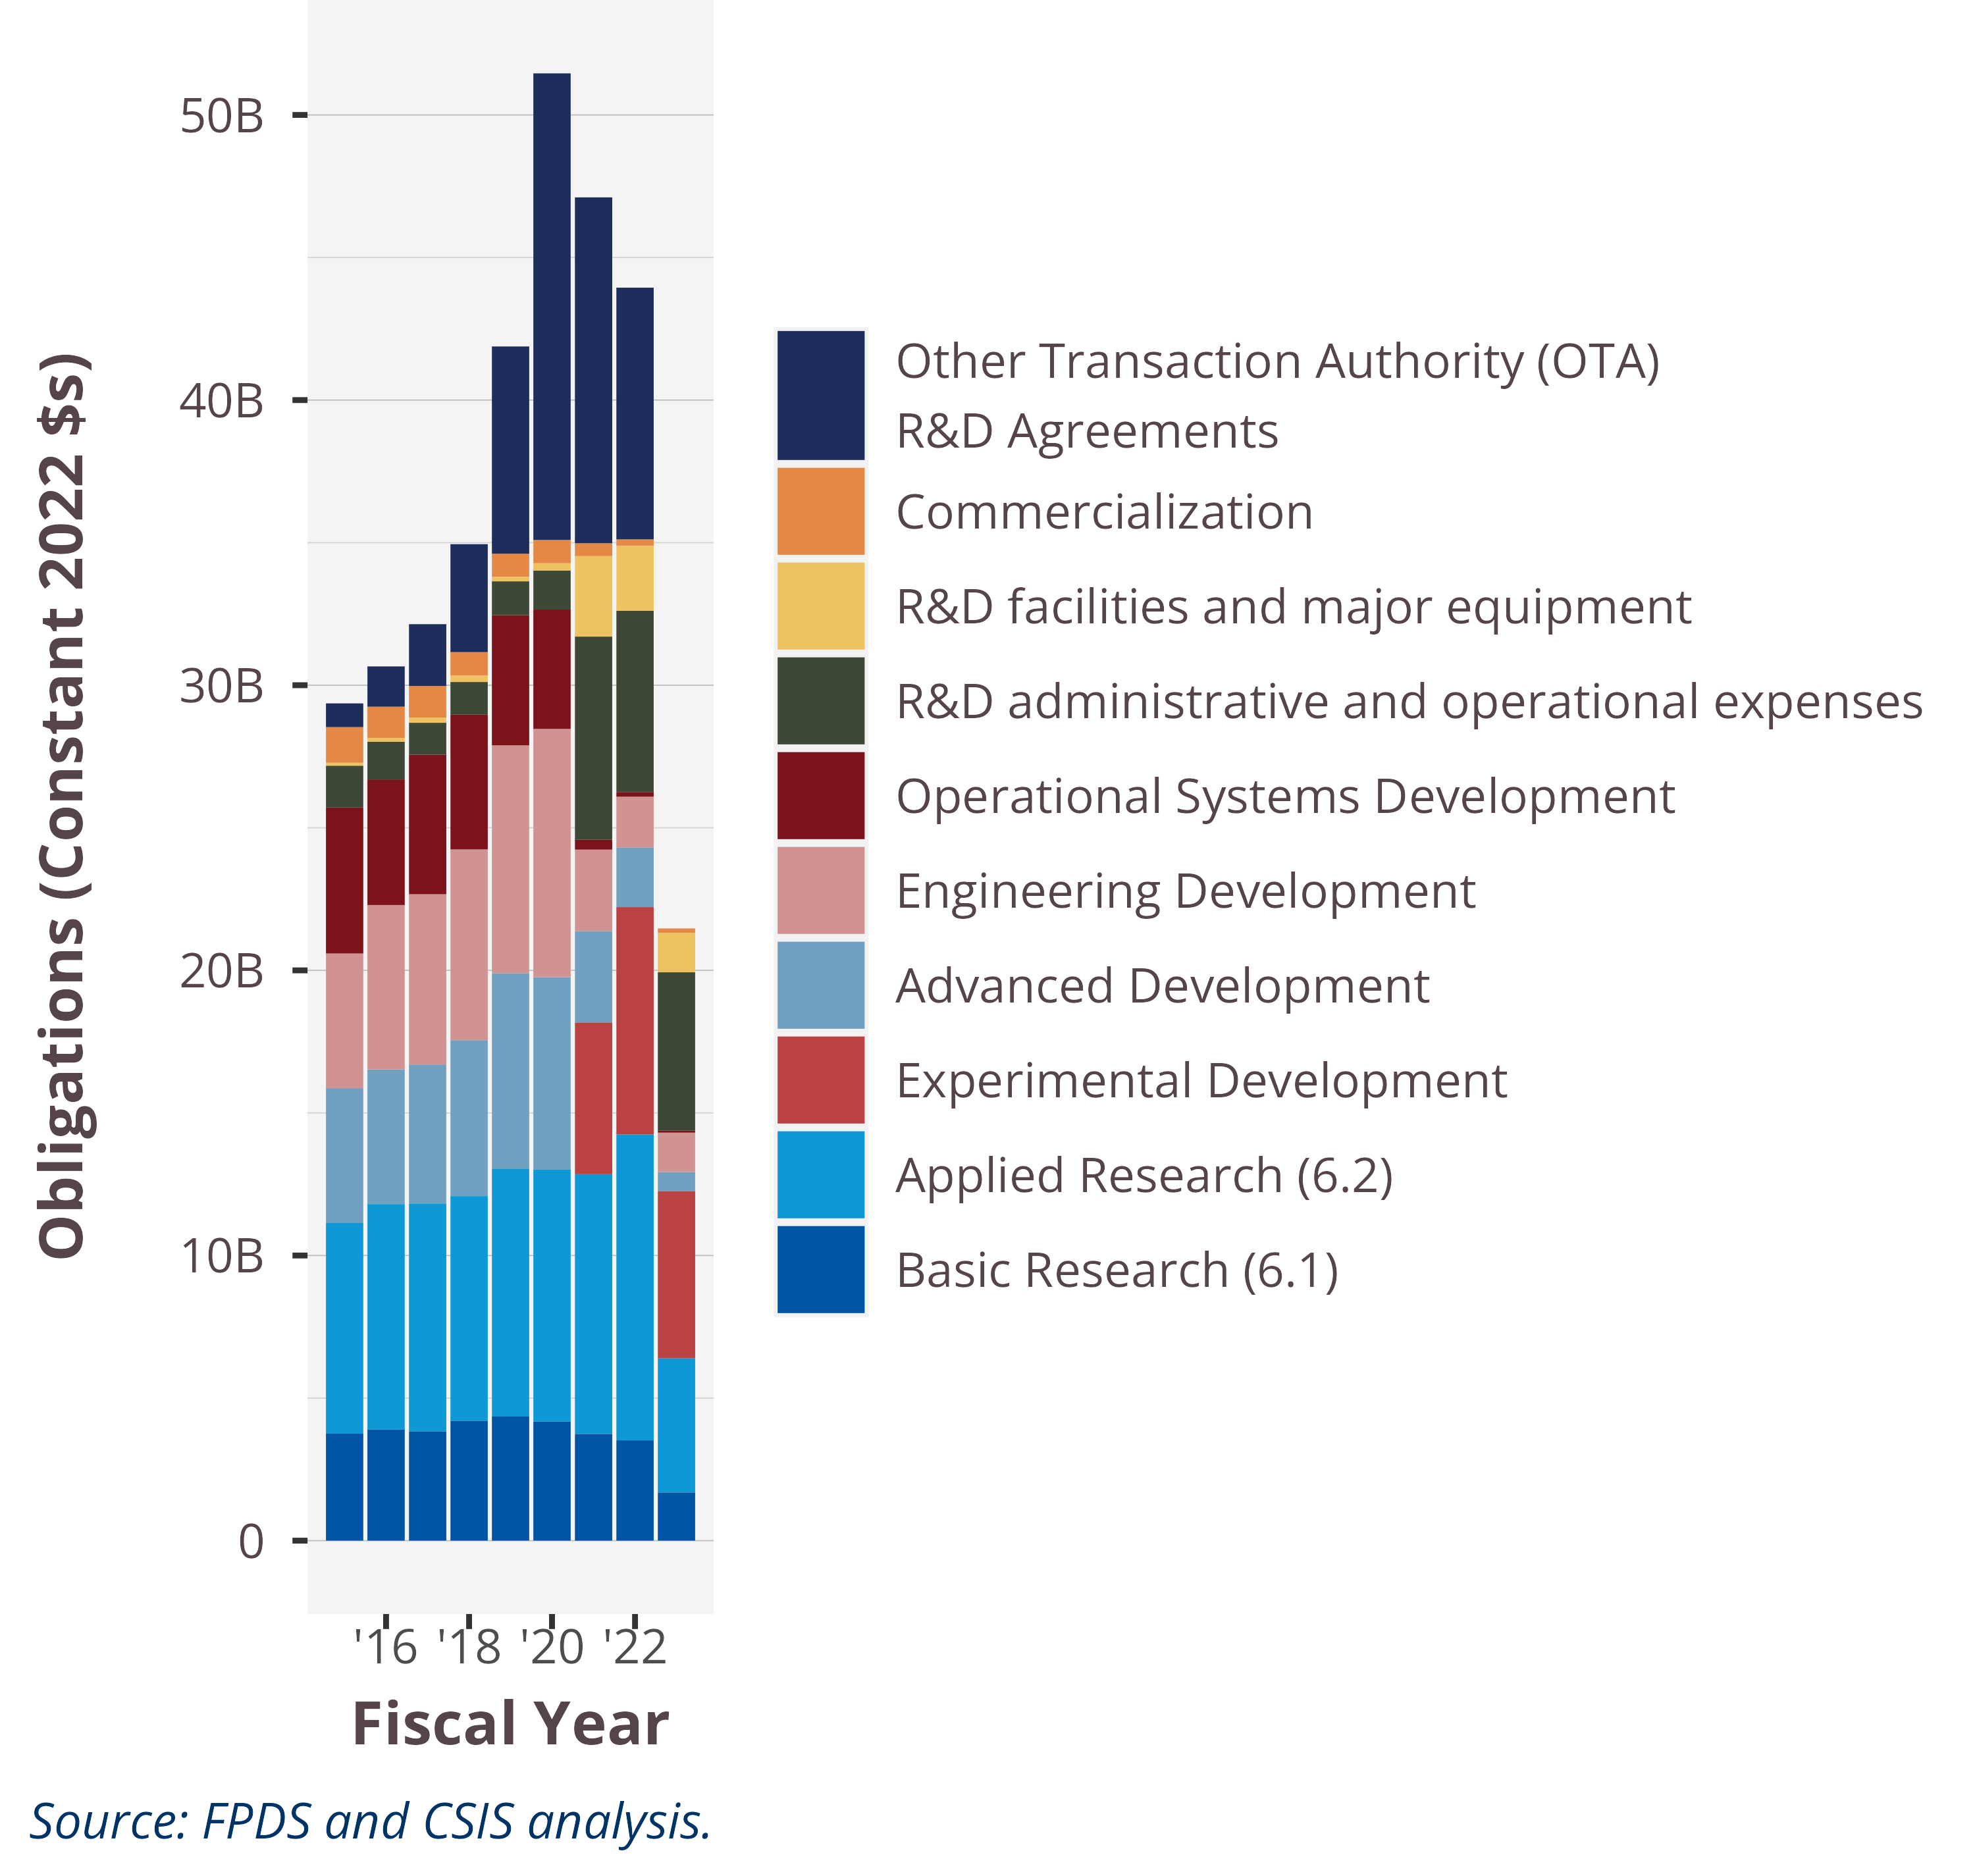 50B
40B
30B
20B
10B
0
Obligations (Constant 2022 $s)
'16 '18 '20 '22
Fiscal Year
Other Transaction Authority (OTA)
R&D Agreements
Commercialization
R&D facilities and major equipment
R&D administrative and operational expenses
Operational Systems Development
Engineering Development
Advanced Development
Experimental Development
Applied Research (6.2)
Basic Research (6.1)
Source: FPDS and CSIS analysis.